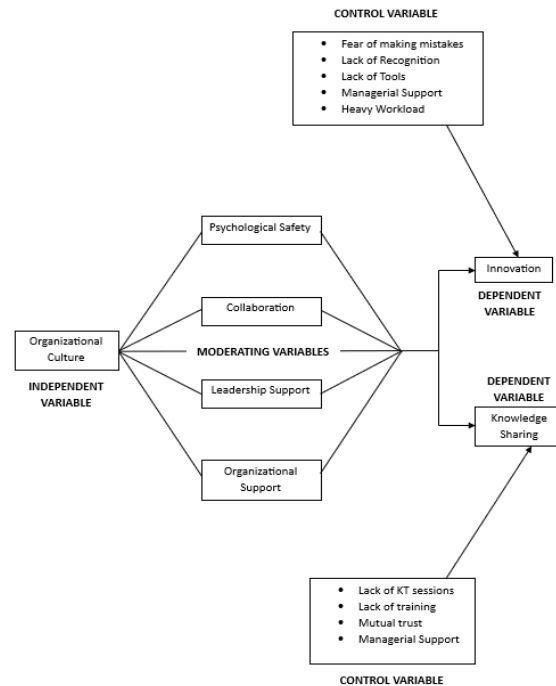 CONTROL VARIABLE
• Fear of making mistakes
• Lack of Recognition
• Lack of Tools
• Managerial Support
• Heavy Workload
Psychological Safety
Innovation
DEPENDENT
VARIABLE
Collaboration
Organizational
Culture
MODERATING VARIABLES
INDEPENDENT
VARIABLE
Leadership Support
DEPENDENT
VARIABLE
Knowledge
Sharing
Organizational
Support
• Lack of KT sessions
• Lack of training
• Mutual trust
• Managerial Support
CONTROL VARIABLE